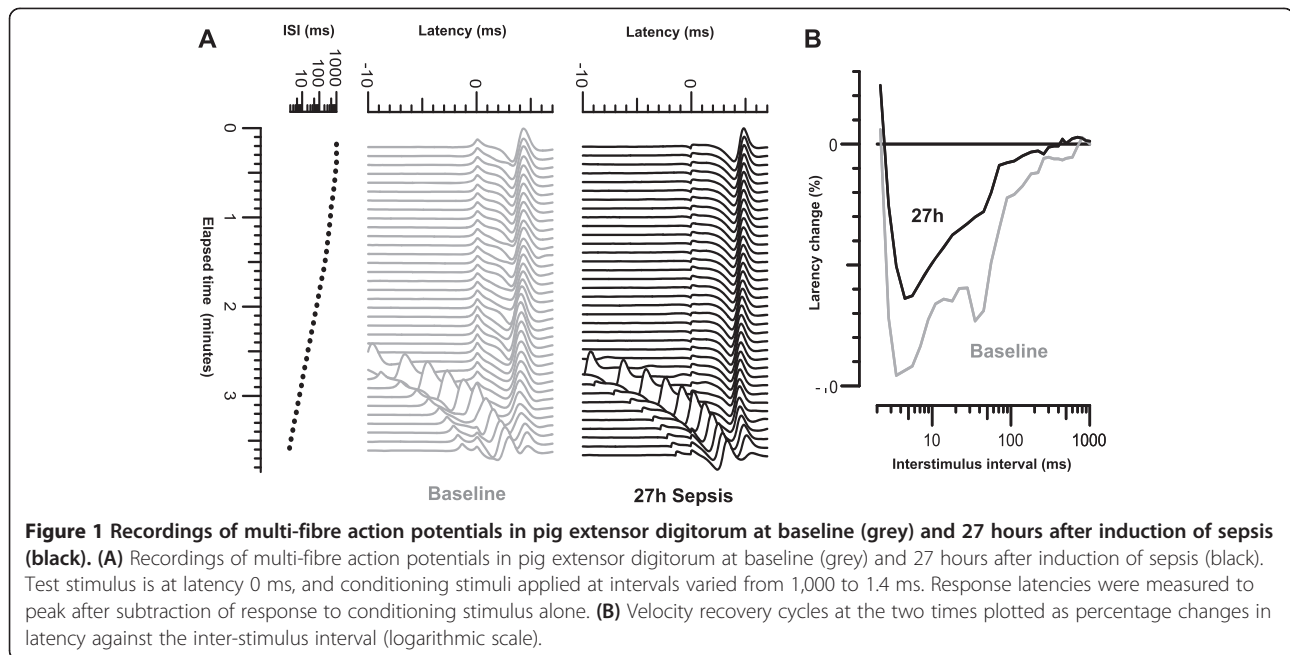 A
ISI (ms)
Latency (ms)
Latency (ms)
B
10
100
1000
-10
0
-10
0
0
1
2
3
Elapsed time (minutes)
Baseline
27h Sepsis
0
-,0
Larency change (%)
27h
Baseline
10
100
1000
Interstimulus interval (ms)
Figure 1 Recordings of multi-fibre action potentials in pig extensor digitorum at baseline (grey) and 27 hours after induction of sepsis
(black). (A) Recordings of multi-fibre action potentials in pig extensor digitorum at baseline (grey) and 27 hours after induction of sepsis (black).
Test stimulus is at latency 0 ms, and conditioning stimuli applied at intervals varied from 1,000 to 1.4 ms. Response latencies were measured to
peak after subtraction of response to conditioning stimulus alone. (B) Velocity recovery cycles at the two times plotted as percentage changes in
latency against the inter-stimulus interval (logarithmic scale).